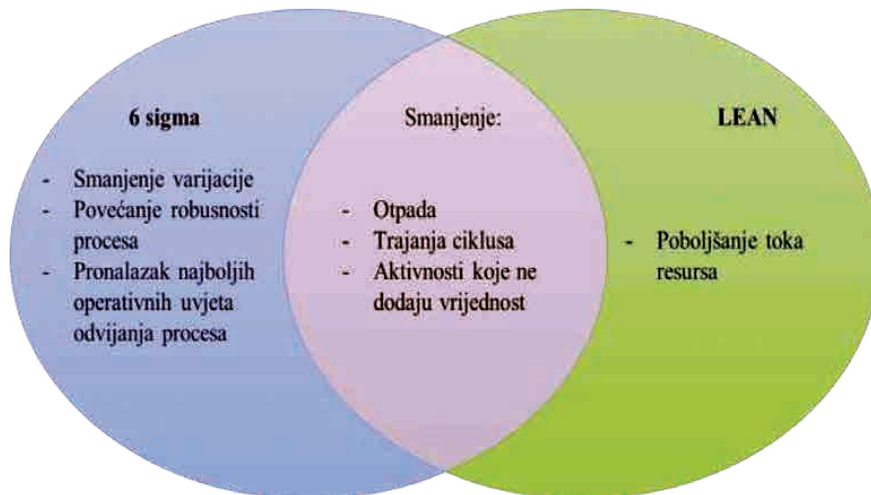 6 sigma
- Smanjenje varijacije
- Povećanje robusnosti
procesa
- Pronalazak najboljih
operativnih uvjeta
odvijanja procesa
Smanjenje:
- Otpada
- Trajanja ciklusa
- Aktivnosti koje ne
dodaju vrijednost
LEAN
- Poboljšanje toka
resursa